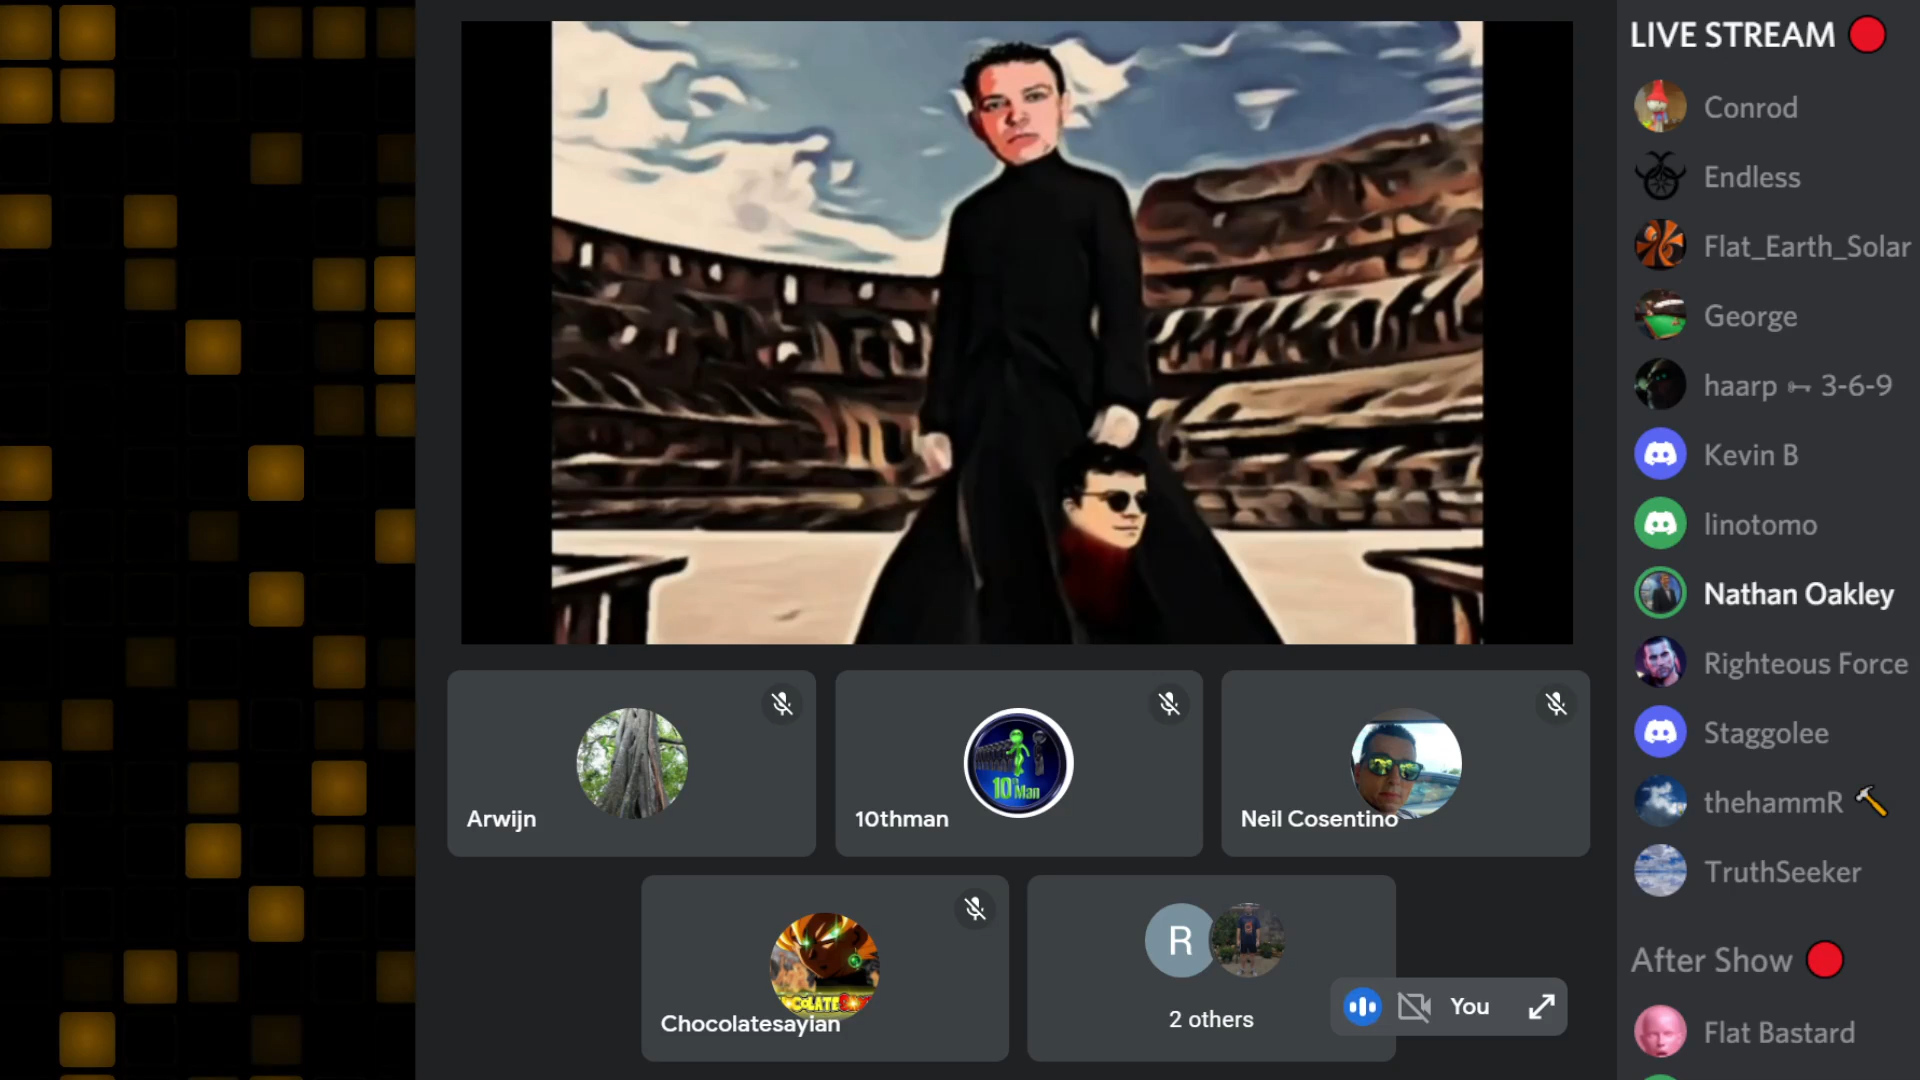 LIVE STREAM
Conrod
Endless
Flat_Earth_Solar
George
haarp 3-6-9
Kevin B
linotomo
Nathan Oakley
Righteous Force
Staggolee
thehammR
TruthSeeker
After Show
Flat Bastard
Arwijn
10 Man
10thman
Neil Cosentino
Chocolatesayian
R
2 others
You